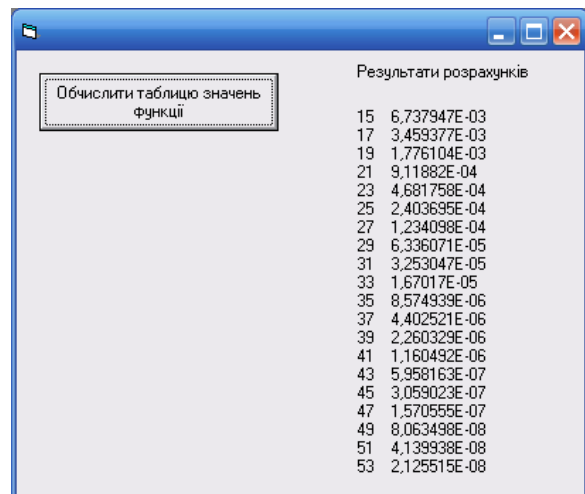 Обчислити таблицю значень
функції
Результати розрахунків
15 6,737947E-03
17 3,459377E-03
19 1,776104E-03
21 9,11882E-04
23 4,681758E-04
25 2,403695E-04
27 1,234098E-04
29 6,336071E-05
31 3,253047E-05
33 1,67017E-05
35 8,574939E-06
37 4,402521E-06
39 2,260329E-06
41 1,160492E-06
43 5,958163E-07
45 3,059023E-07
47 1,570555E-07
49 8,063498E-08
51 4,139938E-08
53 2,125515E-08